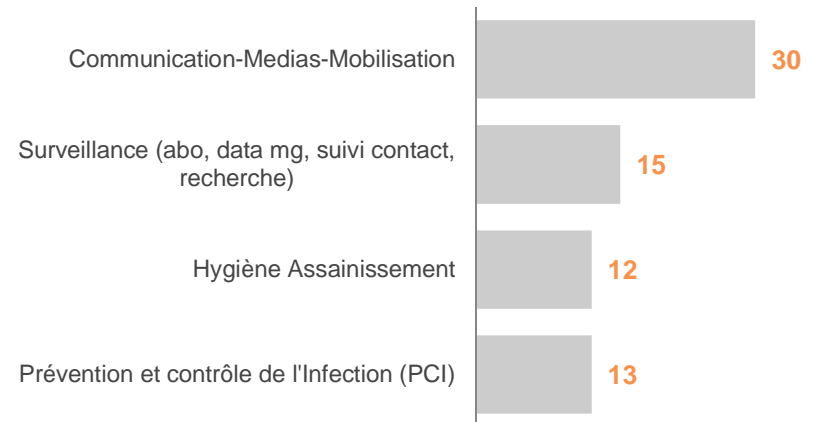 Communication-Medias-Mobilisation 30
Surveillance (abo, data mg, suivi contact,
recherche) 15
Hygiène Assainissement 12
Prévention et contrôle de l'Infection (PCI) 13